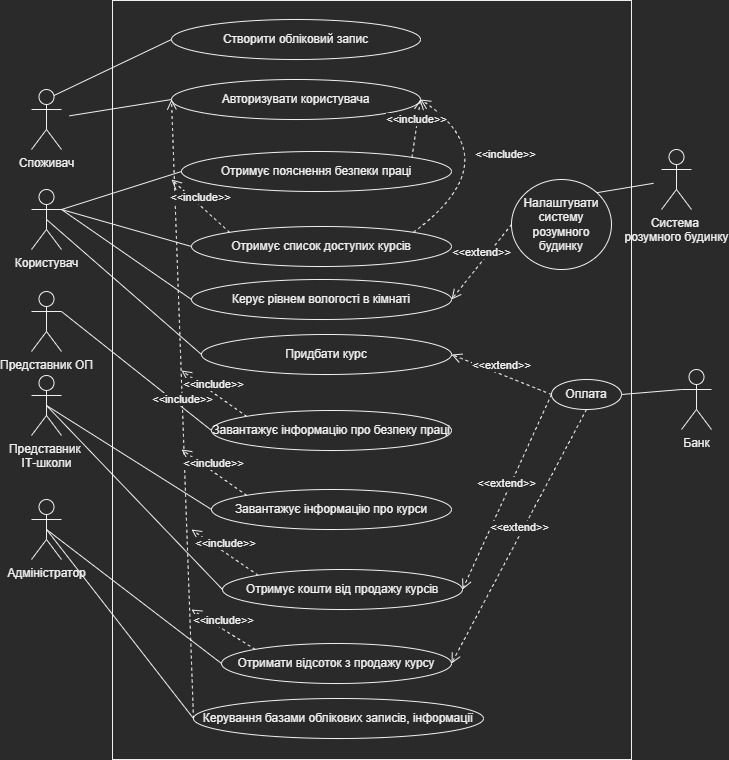 Створити обліковий запис
Авторизувати користувача
<<include>>
Споживач
<<include>>
Отримує пояснення безпеки праці
<<include>>
Налаштувати
систему
розумного
будинку
Система
розумного будинку
Користувач
Отримує список доступих курсів
<<extend>>
Керує рівнем вологості в кімнаті
Придбати курс
<<extend>>
Представник ОП
<<include>>
<<include>>
Оплата
Завантажує інформацію про безпеку праці
Банк
Представник
ІТ-школи
<<include>>
<<extend>>
Завантажує інформацію про курси
<<extend>>
<<include>>
Адміністратор
Отримує кошти від продажу курсів
<<include>>
Отримати відсоток з продажу курсу
Керування базами облікових записів, інформації